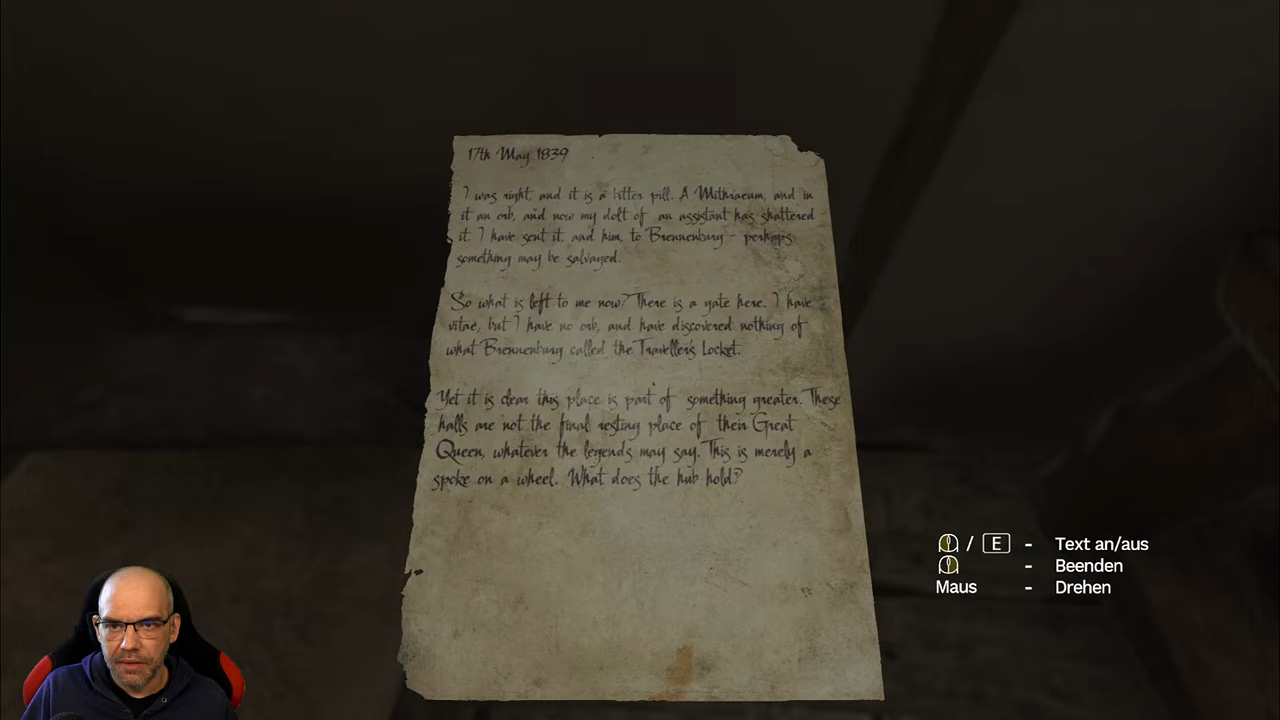 17th May 1839
I was right, and it is a bitter pill. A Mithraeum, and in
it an orb, and now my dolt of an assistant has shattered
it. I have sent it, and him, to Brennenburg - perhaps
something may be salvaged.
So what is left to me now? There is a gate here. I have
vitae, but I have no orb, and have discovered nothing of
what Brennenburg called the Traveller's Locket.
Yet it is clear this place is part of something greater. These
halls are not the final resting place of their Great
Queen, whatever the legends may say. This is merely a
spoke on a wheel. What does the hub hold?
/ E - Text an/aus
- Beenden
Maus - Drehen